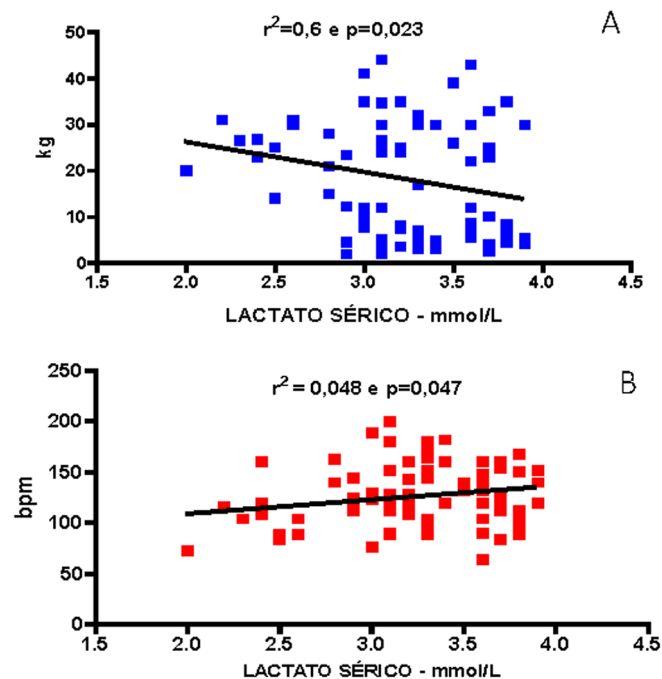 r²=0,6 e p=0,023
A
50
40
30
20
10
0
kg
1.5 2.0 2.5 3.0 3.5 4.0 4.5
LACTATO SÉRICO - mmol/L
B
250
r² = 0,048 e p=0,047
200
150
100
50
0
bpm
1.5 2.0 2.5 3.0 3.5 4.0 4.5
LACTATO SÉRICO - mmol/L